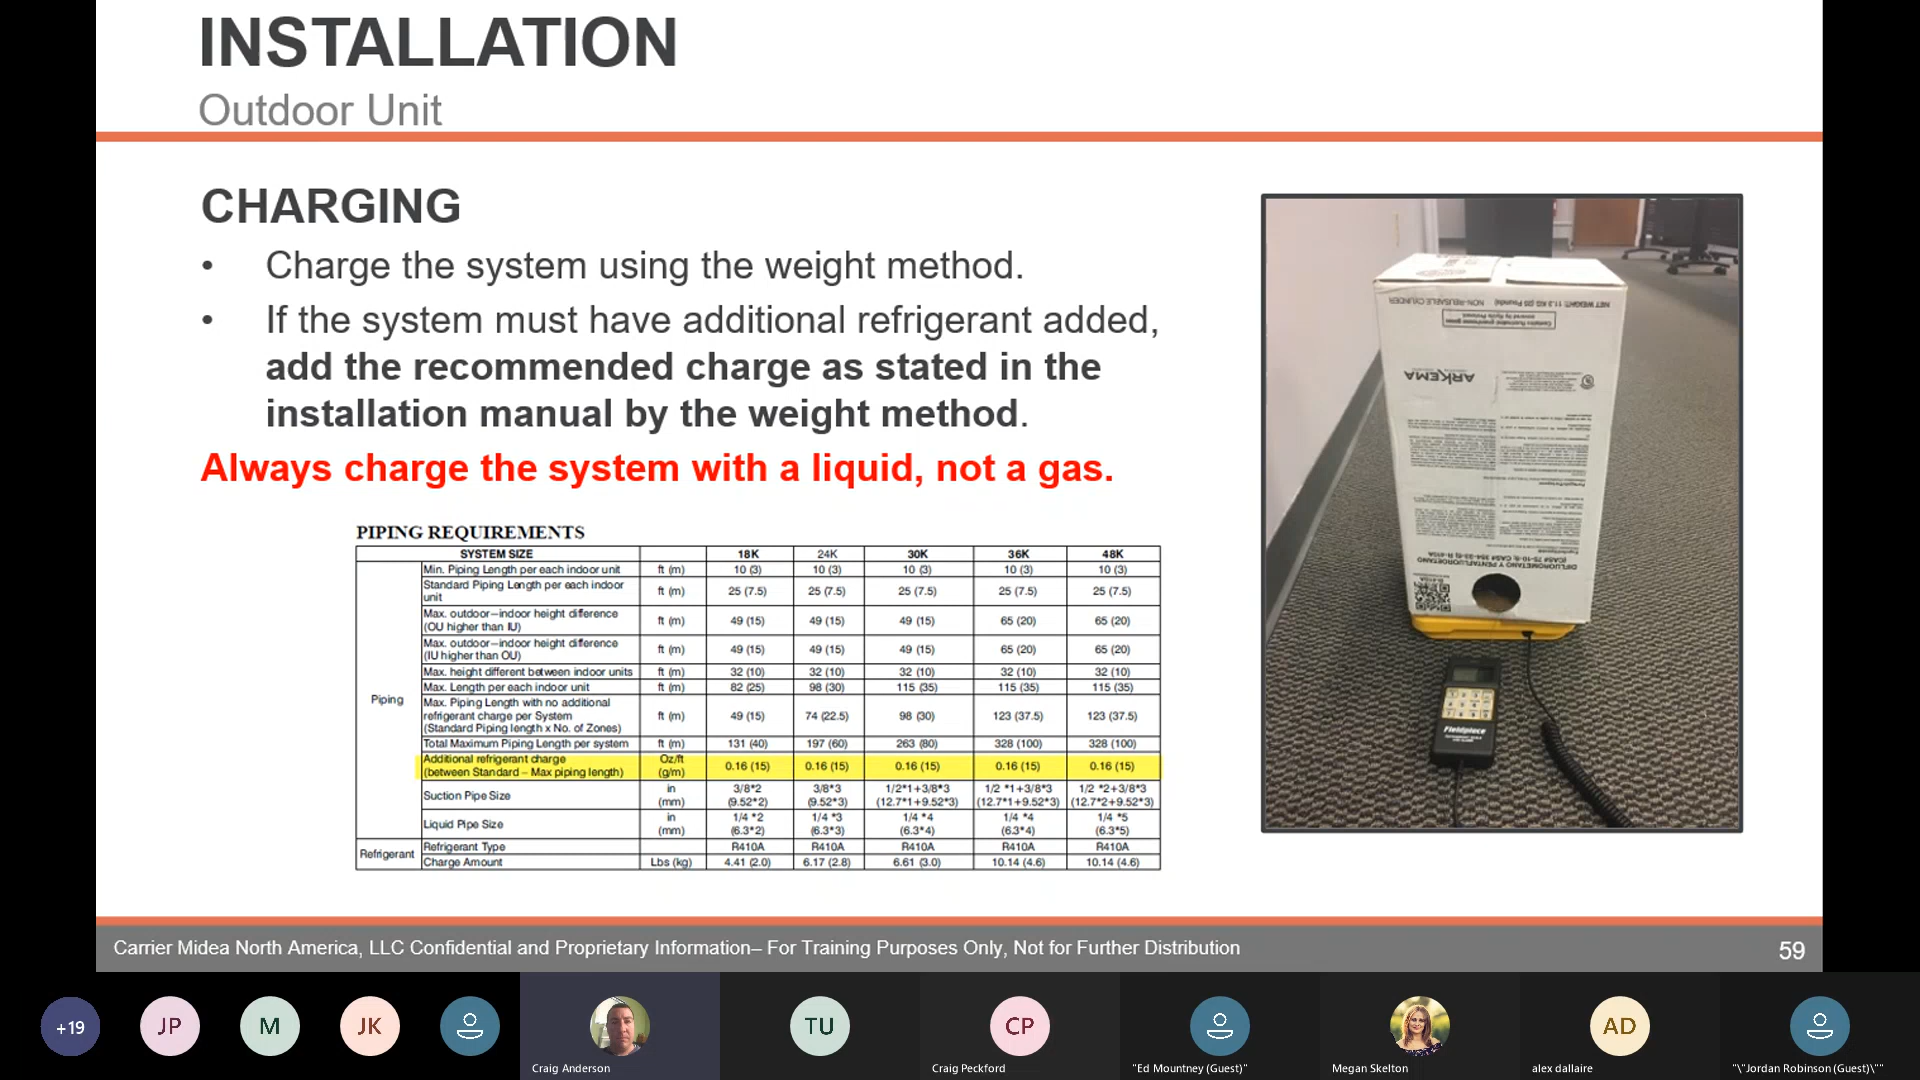 INSTALLATION
Outdoor Unit
CHARGING
• Charge the system using the weight method.
• If the system must have additional refrigerant added,
add the recommended charge as stated in the
installation manual by the weight method.
Always charge the system with a liquid, not a gas.
PIPING REQUIREMENTS
SYSTEM SIZE 18K 24K 30K 36K 48K
Piping
Min. Piping Length per each indoor unit ft (m) 10 (3) 10 (3) 10 (3) 10 (3) 10 (3)
Standard Piping Length per each indoor
unit ft (m) 25 (7.5) 25 (7.5) 25 (7.5) 25 (7.5) 25 (7.5)
Max. outdoor–indoor height difference
(OU higher than IU) ft (m) 49 (15) 49 (15) 49 (15) 65 (20) 65 (20)
Max. outdoor–indoor height difference
(IU higher than OU) ft (m) 49 (15) 49 (15) 49 (15) 65 (20) 65 (20)
Max. height different between indoor units ft (m) 32 (10) 32 (10) 32 (10) 32 (10) 32 (10)
Max. Length per each indoor unit ft (m) 82 (25) 98 (30) 115 (35) 115 (35) 115 (35)
Max. Piping Length with no additional
refrigerant charge per System
(Standard Piping length x No. of Zones) ft (m) 49 (15) 74 (22.5) 98 (30) 123 (37.5) 123 (37.5)
Total Maximum Piping Length per system ft (m) 131 (40) 197 (60) 263 (80) 328 (100) 328 (100)
Additional refrigerant charge Oz/ft
(between Standard – Max piping length) (g/m) 0.16 (15) 0.16 (15) 0.16 (15) 0.16 (15) 0.16 (15)
Suction Pipe Size in 3/8*2 3/8*3 1/2*1+3/8*3 1/2 *1+3/8*3 1/2 *2+3/8*3
(mm) (9.52*2) (9.52*3) (12.7*1+9.52*3) (12.7*1+9.52*3) (12.7*2+9.52*3)
Liquid Pipe Size in 1/4 *2 1/4 *3 1/4 *4 1/4 *4 1/4 *5
(mm) (6.3*2) (6.3*3) (6.3*4) (6.3*4) (6.3*5)
Refrigerant
Refrigerant Type R410A R410A R410A R410A R410A
Charge Amount Lbs (kg) 4.41 (2.0) 6.17 (2.8) 6.61 (3.0) 10.14 (4.6) 10.14 (4.6)
NET WEIGHT: 11.3 KG (25 Pounds) NON-REUSABLE CYLINDER
ARKEMA
DIFLUOROMETANO Y PENTAFLUOROETANO
Fieldpiece
Carrier Midea North America, LLC Confidential and Proprietary Information– For Training Purposes Only, Not for Further Distribution
59
+19
JP
M
JK
TU
CP
AD
Craig Anderson
Craig Peckford
"Ed Mountney (Guest)"
Megan Skelton
alex dallaire
"\"Jordan Robinson (Guest)\""